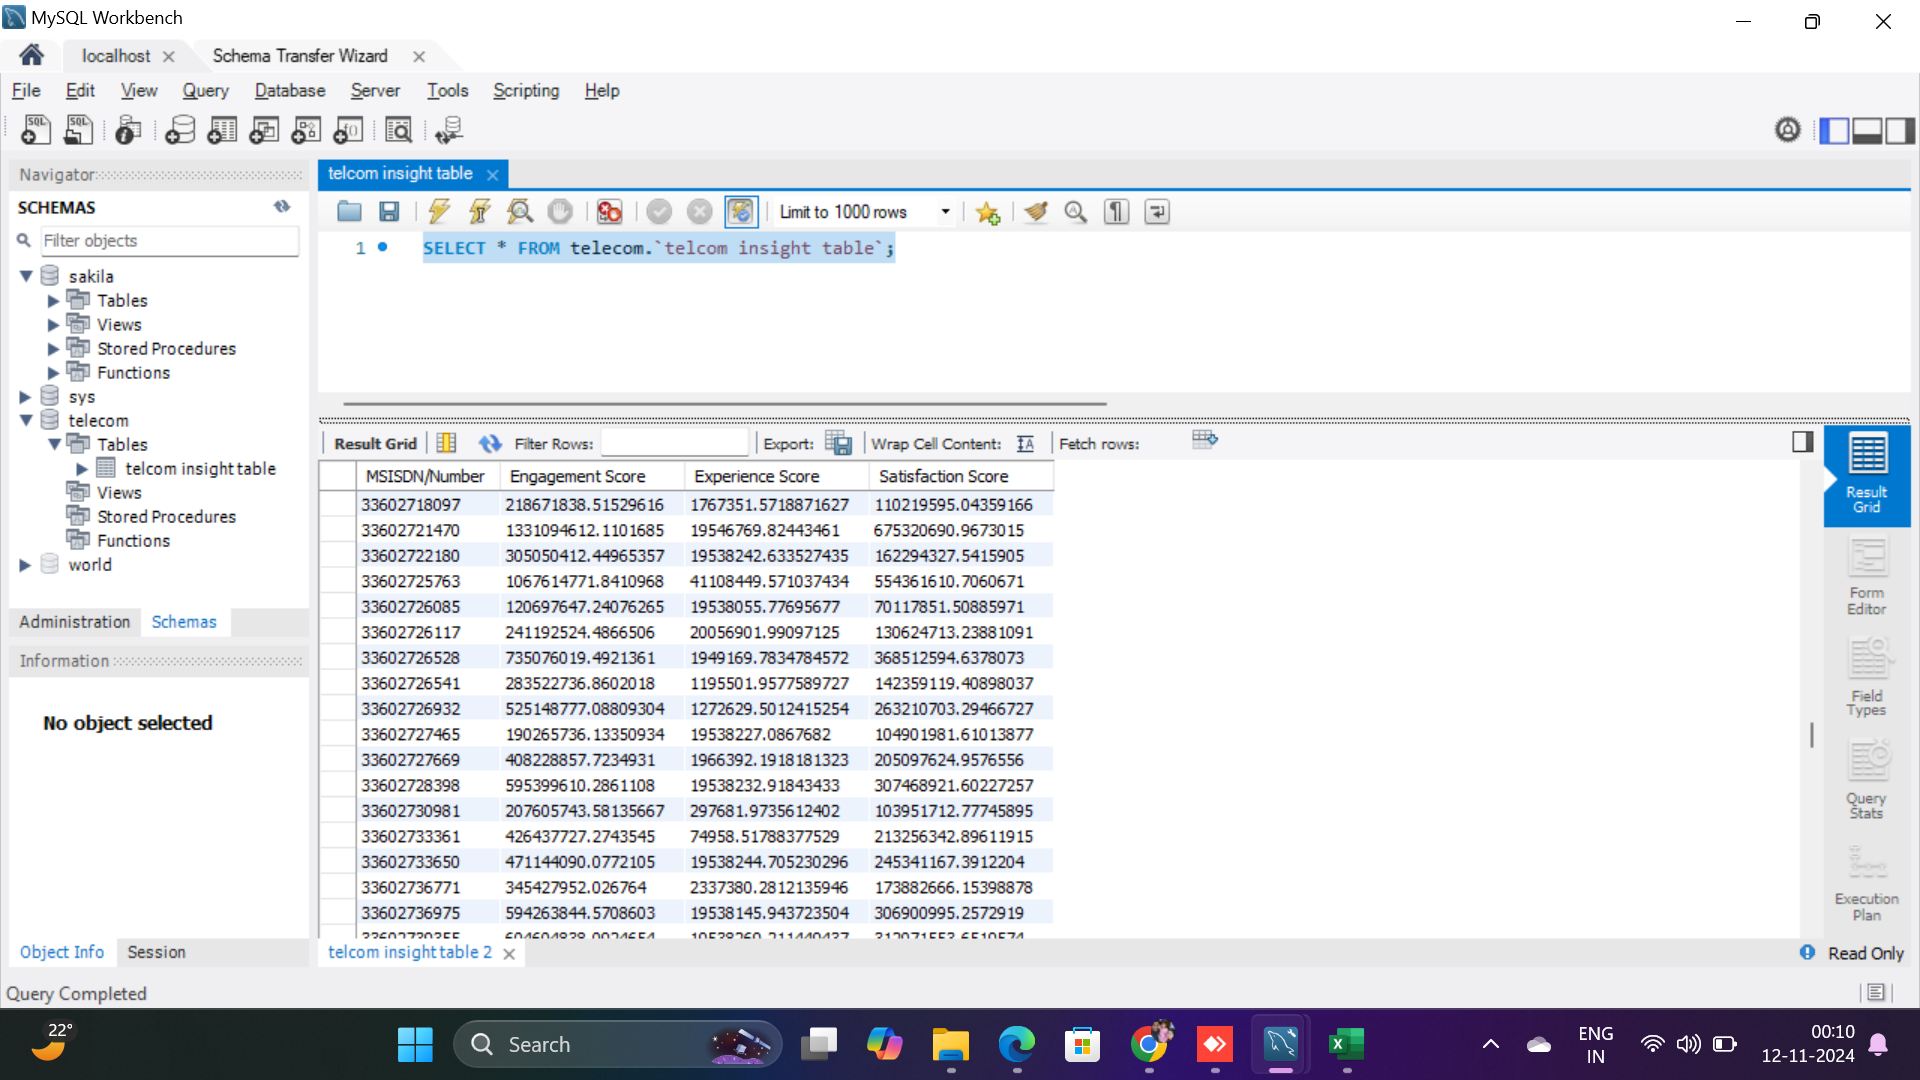 MySQL Workbench
localhost
Schema Transfer Wizard
File Edit View Query Database Server Tools Scripting Help
Navigator
SCHEMAS
Filter objects
sakila
Tables
Views
Stored Procedures
Functions
sys
telecom
Tables
telcom insight table
Views
Stored Procedures
Functions
world
Administration Schemas
Information
No object selected
Object Info Session
telcom insight table
Limit to 1000 rows
1 SELECT * FROM telecom.`telcom insight table`;
Result Grid Filter Rows: Export: Wrap Cell Content: Fetch rows:
MSISDN/Number Engagement Score Experience Score Satisfaction Score
33602718097 218671838.51529616 1767351.5718871627 110219595.04359166
33602721470 1331094612.1101685 19546769.82443461 675320690.9673015
33602722180 305050412.44965357 19538242.633527435 162294327.5415905
33602725763 1067614771.8410968 41108449.571037434 554361610.7060671
33602726085 120697647.24076265 19538055.77695677 70117851.50885971
33602726117 241192524.4866506 20056901.99097125 130624713.23881091
33602726528 735076019.4921361 1949169.7834784572 368512594.6378073
33602726541 283522736.8602018 1195501.9577589727 142359119.40898037
33602726932 525148777.08809304 1272629.5012415254 263210703.29466727
33602727465 190265736.13350934 19538227.0867682 104901981.61013877
33602727669 408228857.7234931 1966392.1918181323 205097624.9576556
33602728398 595399610.2861108 19538232.91843433 307468921.60227257
33602730981 207605743.58135667 297681.9735612402 103951712.77745895
33602733361 426437727.2743545 74958.51788377529 213256342.89611915
33602733650 471144090.0772105 19538244.705230296 245341167.3912204
33602736771 345427952.026764 2337380.2812135946 173882666.15398878
33602736975 594263844.5708603 19538145.943723504 306900995.2572919
Result
Grid
Form
Editor
Field
Types
Query
Stats
Execution
Plan
telcom insight table 2
Read Only
Query Completed
22°
Search
ENG
IN
00:10
12-11-2024